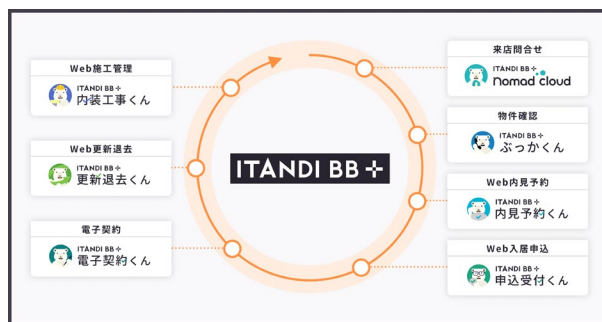 Web施工管理
ITANDI BB +
内装工事くん
Web更新退去
ITANDI BB +
更新退去くん
電子契約
ITANDI BB +
電子契約くん
ITANDI BB +
来店問合せ
ITANDI BB +
nomad cloud
物件確認
ITANDI BB +
ぶっかくん
Web内見予約
ITANDI BB +
内見予約くん
Web入居申込
ITANDI BB +
申込受付くん